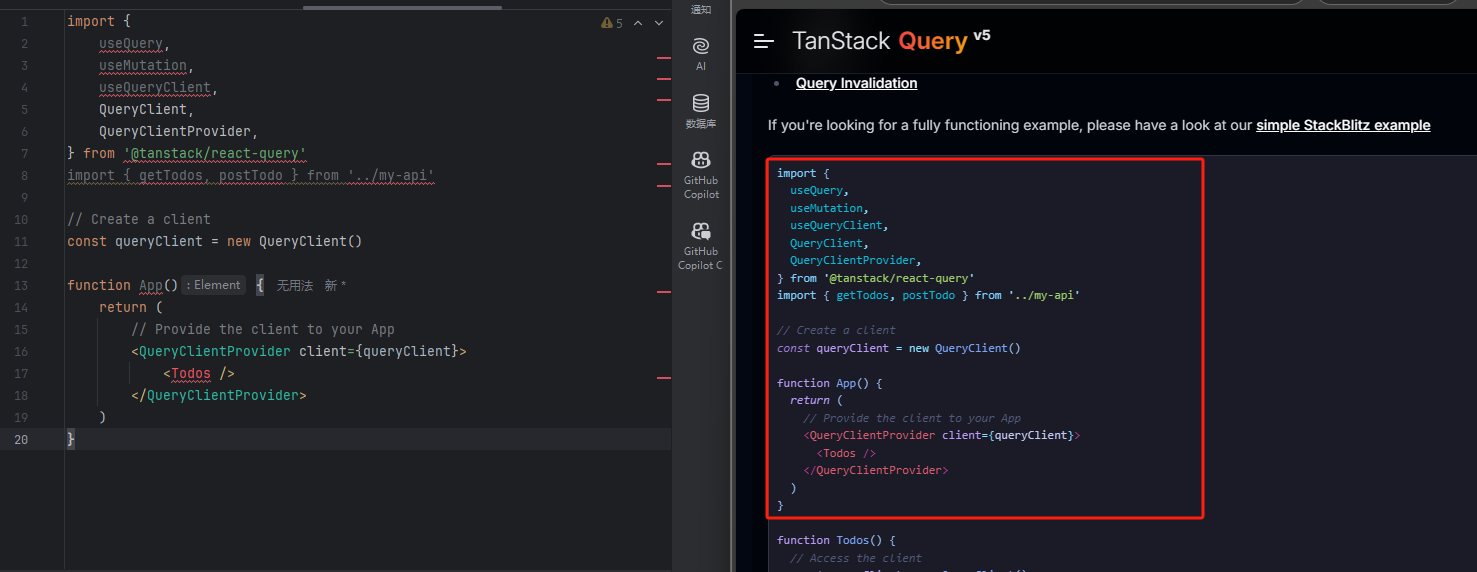 1 import {
2 useQuery,
3 useMutation,
4 useQueryClient,
5 QueryClient,
6 QueryClientProvider,
7 } from '@tanstack/react-query'
8 import { getTodos, postTodo } from '../my-api'
9
10 // Create a client
11 const queryClient = new QueryClient()
12
13 function App() : Element { 无用法 新 *
14 return (
15 // Provide the client to your App
16 <QueryClientProvider client={queryClient}>
17 <Todos />
18 </QueryClientProvider>
19 )
20 }
5
通知
AI
数据库
GitHub
Copilot
GitHub
Copilot C
TanStack Query v5
Query Invalidation
If you're looking for a fully functioning example, please have a look at our simple StackBlitz example
import {
useQuery,
useMutation,
useQueryClient,
QueryClient,
QueryClientProvider,
} from '@tanstack/react-query'
import { getTodos, postTodo } from '../my-api'
// Create a client
const queryClient = new QueryClient()
function App() {
return (
// Provide the client to your App
<QueryClientProvider client={queryClient}>
<Todos />
</QueryClientProvider>
)
}
function Todos() {
// Access the client